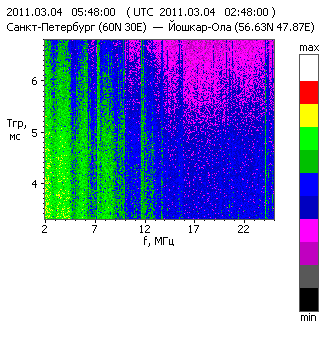 2011.03.04 05:48:00 (UTC 2011.03.04 02:48:00)
Санкт-Петербург (60N 30E) — Йошкар-Ола (56.63N 47.87E)
max
6
Tгр,
мс
5
4
2 7 12 17 22
f, МГц
min